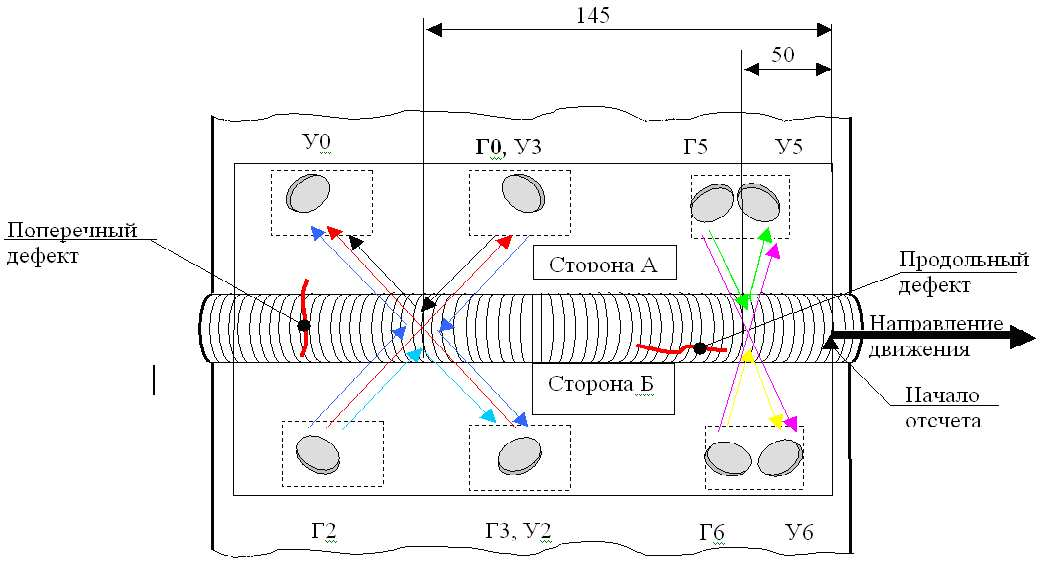 145
50
У0
Г0, У3
Г5
У5
Поперечный
дефект
Сторона А
Продольный
дефект
Направление
движения
Сторона Б
Начало
отсчета
Г2
Г3, У2
Г6
У6